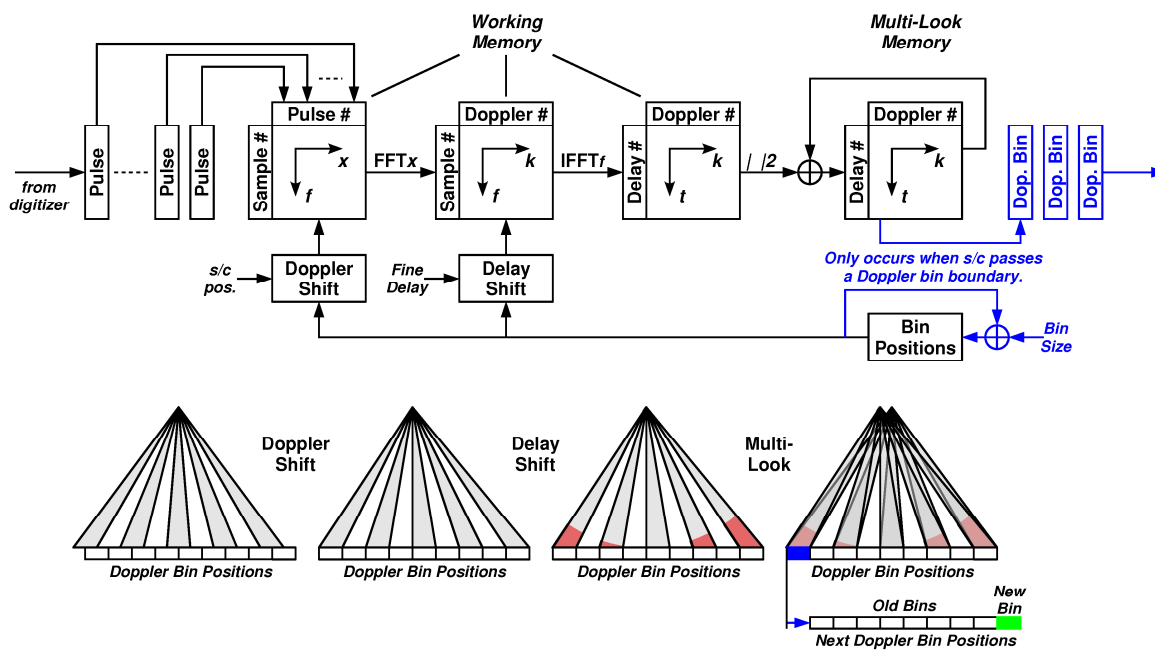 Working
Memory
Multi-Look
Memory
Pulse #
Doppler #
Doppler #
Doppler #
Pulse
Pulse
Pulse
Sample #
x
f
FFTx
Sample #
k
f
IFFTf
Delay #
k
t
| |2
Delay #
k
t
Dop. Bin
Dop. Bin
Dop. Bin
from
digitizer
s/c
pos.
Doppler
Shift
Fine
Delay
Delay
Shift
Only occurs when s/c passes
a Doppler bin boundary.
Bin
Positions
Bin
Size
Doppler
Shift
Delay
Shift
Multi-
Look
Doppler Bin Positions
Doppler Bin Positions
Doppler Bin Positions
Doppler Bin Positions
Old Bins
New
Bin
Next Doppler Bin Positions